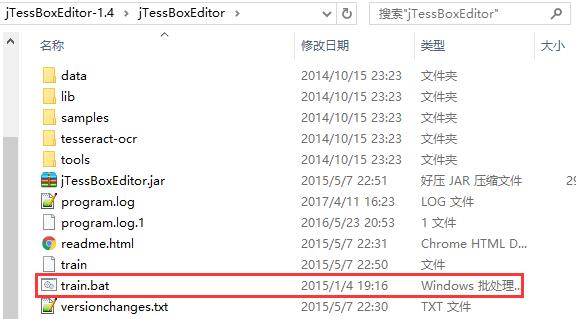 jTessBoxEditor-1.4 jTessBoxEditor 搜索"jTessBoxEditor"
名称 修改日期 类型 大小
data 2014/10/15 23:23 文件夹
lib 2014/10/15 23:23 文件夹
samples 2014/10/15 23:23 文件夹
tesseract-ocr 2014/10/15 23:23 文件夹
tools 2014/10/15 23:23 文件夹
jTessBoxEditor.jar 2015/5/7 22:51 好压 JAR 压缩文件 29
program.log 2017/4/11 16:23 LOG 文件
program.log.1 2016/5/23 20:53 1 文件
readme.html 2015/5/7 22:31 Chrome HTML D...
train 2015/5/7 22:50 文件
train.bat 2015/1/4 19:16 Windows 批处理...
versionchanges.txt 2015/5/7 22:30 TXT 文件